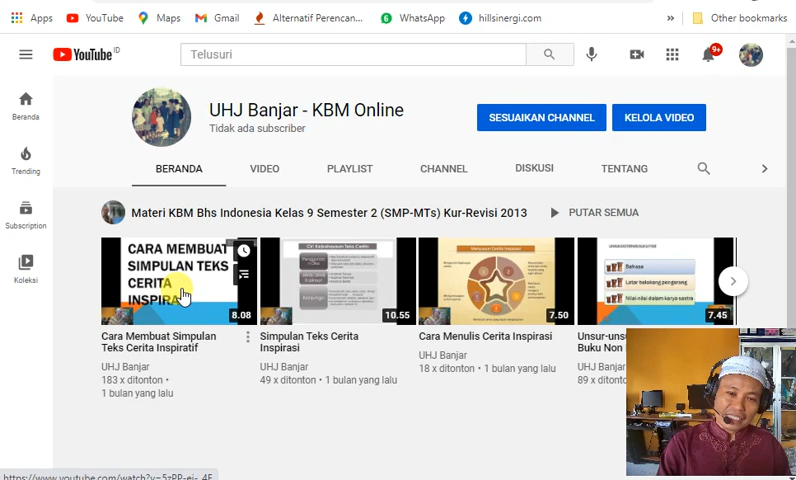 Apps
YouTube
Maps
Gmail
Alternatif Perencan...
WhatsApp
hillsinergi.com
»
Other bookmarks
YouTube ID
Telusuri
9+
Beranda
Trending
Subscription
Koleksi
UHJ Banjar - KBM Online
Tidak ada subscriber
SESUAIKAN CHANNEL
KELOLA VIDEO
BERANDA
VIDEO
PLAYLIST
CHANNEL
DISKUSI
TENTANG
Materi KBM Bhs Indonesia Kelas 9 Semester 2 (SMP-MTs) Kur-Revisi 2013
PUTAR SEMUA
CARA MEMBUAT
SIMPULAN TEKS
CERITA
INSPIRA
8.08
Cara Membuat Simpulan
Teks Cerita Inspiratif
UHJ Banjar
183 x ditonton •
1 bulan yang lalu
10.55
Simpulan Teks Cerita
Inspirasi
UHJ Banjar
49 x ditonton • 1 bulan yang lalu
Menyusun Cerita Inspirasi
7.50
Cara Menulis Cerita Inspirasi
UHJ Banjar
18 x ditonton • 1 bulan yang lalu
Bahasa
Latar belakang pengarang
Nilai-nilai dalam karya sastra
7.45
Unsur-uns
Buku Non
UHJ Banjar
89 x ditonton